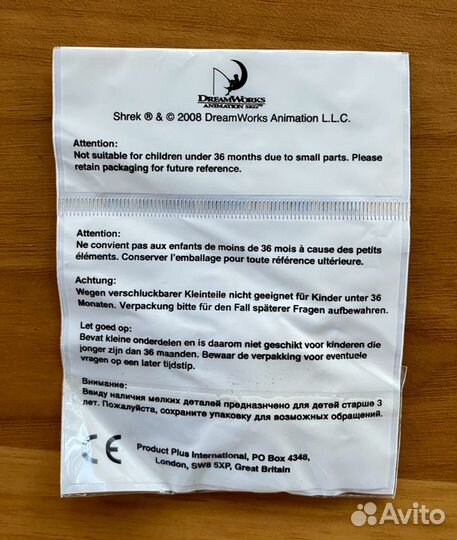 DREAMWORKS
ANIMATION SKG™
Shrek ® & © 2008 DreamWorks Animation L.L.C.
Attention:
Not suitable for children under 36 months due to small parts. Please
retain packaging for future reference.
Attention:
Ne convient pas aux enfants de moins de 36 mois à cause des petits
éléments. Conserver l'emballage pour toute référence ultérieure.
Achtung:
Wegen verschluckbarer Kleinteile nicht geeignet für Kinder unter 36
Monaten. Verpackung bitte für den Fall späterer Fragen aufbewahren.
Let goed op:
Bevat kleine onderdelen en is daarom niet geschikt voor kinderen die
jonger zijn dan 36 maanden. Bewaar de verpakking voor eventuele
vragen op een later tijdstip.
Внимание:
Ввиду наличия мелких деталей предназнчено для детей старше 3
лет. Пожалуйста, сохраните упаковку для возможных обращений.
CE
Product Plus International, PO Box 4348,
London, SW8 5XP, Great Britain
Avito